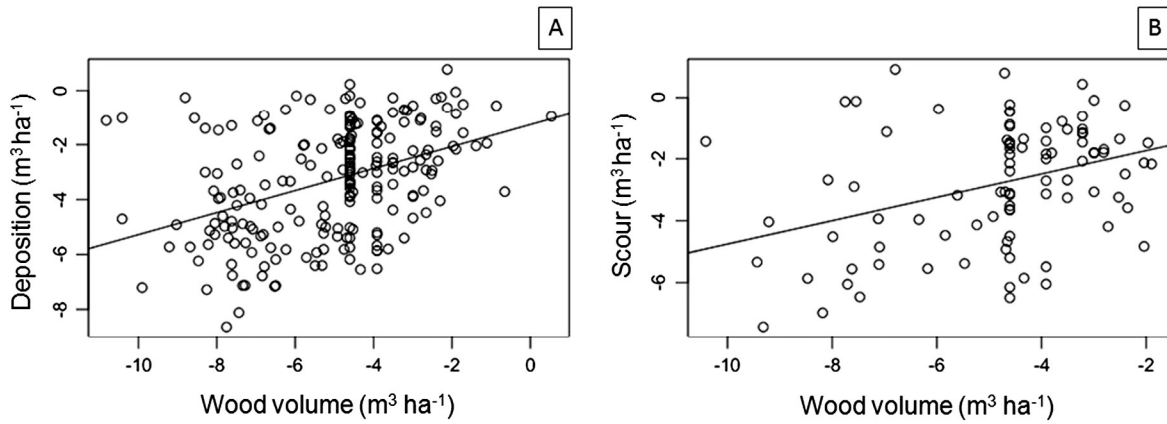 A
Deposition (m³ ha⁻¹)
0
-2
-4
-6
-8
-10 -8 -6 -4 -2 0
Wood volume (m³ ha⁻¹)
B
Scour (m³ ha⁻¹)
0
-2
-4
-6
-10 -8 -6 -4 -2
Wood volume (m³ ha⁻¹)